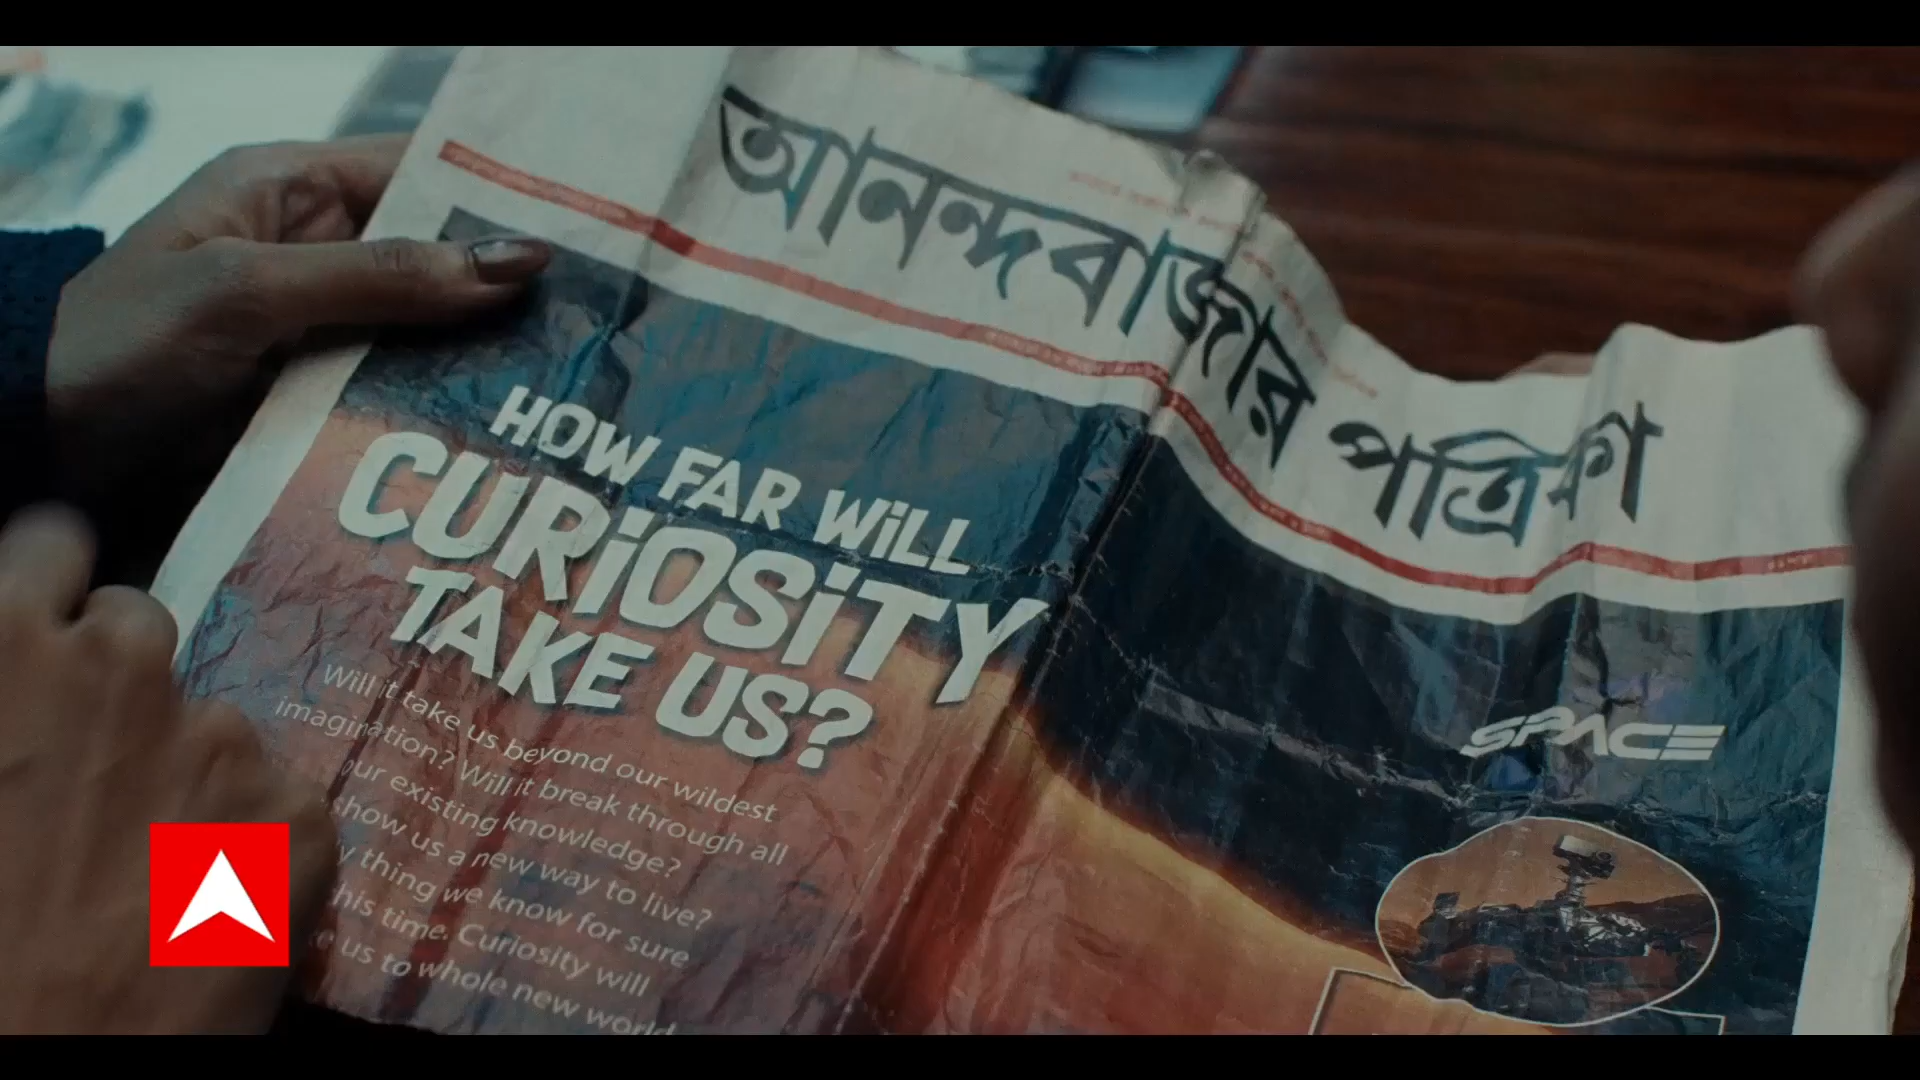 আনন্দবাজার পত্রিকা
HOW FAR WiLL
CURiOSiTY
TAKE US?
Will it take us beyond our wildest
imagination? Will it break through all
our existing knowledge?
show us a new way to live?
thing we know for sure
this time. Curiosity will
us to whole new world
SPACE